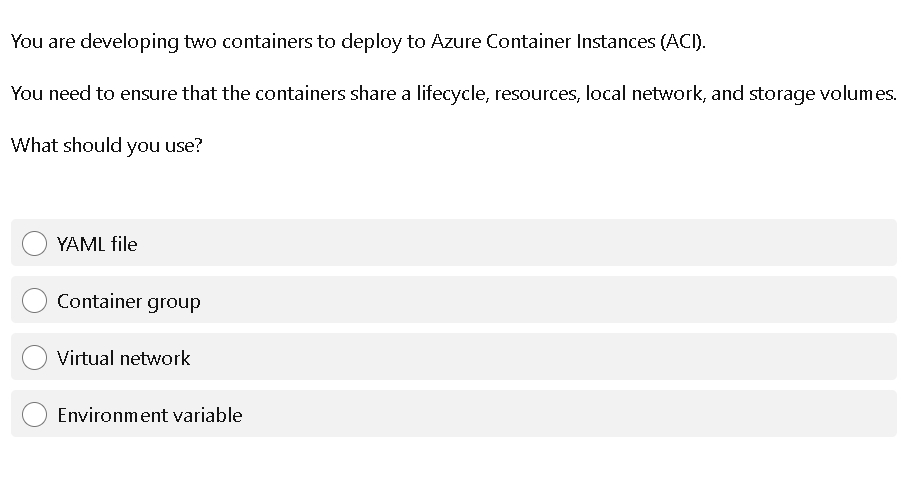 You are developing two containers to deploy to Azure Container Instances (ACI).
You need to ensure that the containers share a lifecycle, resources, local network, and storage volumes.
What should you use?
YAML file
Container group
Virtual network
Environment variable